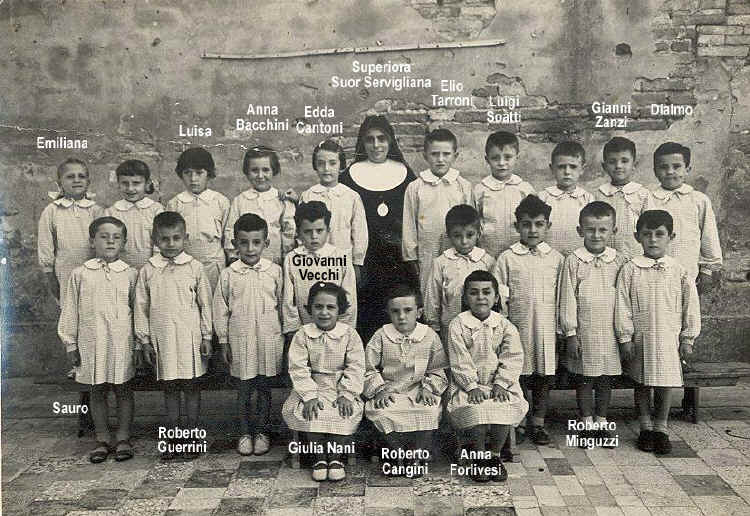 Superiora
Suor Servigliana
Emiliana
Luisa
Anna
Bacchini
Edda
Cantoni
Elio
Tarroni
Luigi
Soatti
Gianni
Zanzi
Dialmo
Giovanni
Vecchi
Sauro
Roberto
Guerrini
Giulia Nani
Roberto
Cangini
Anna
Forlivesi
Roberto
Minguzzi